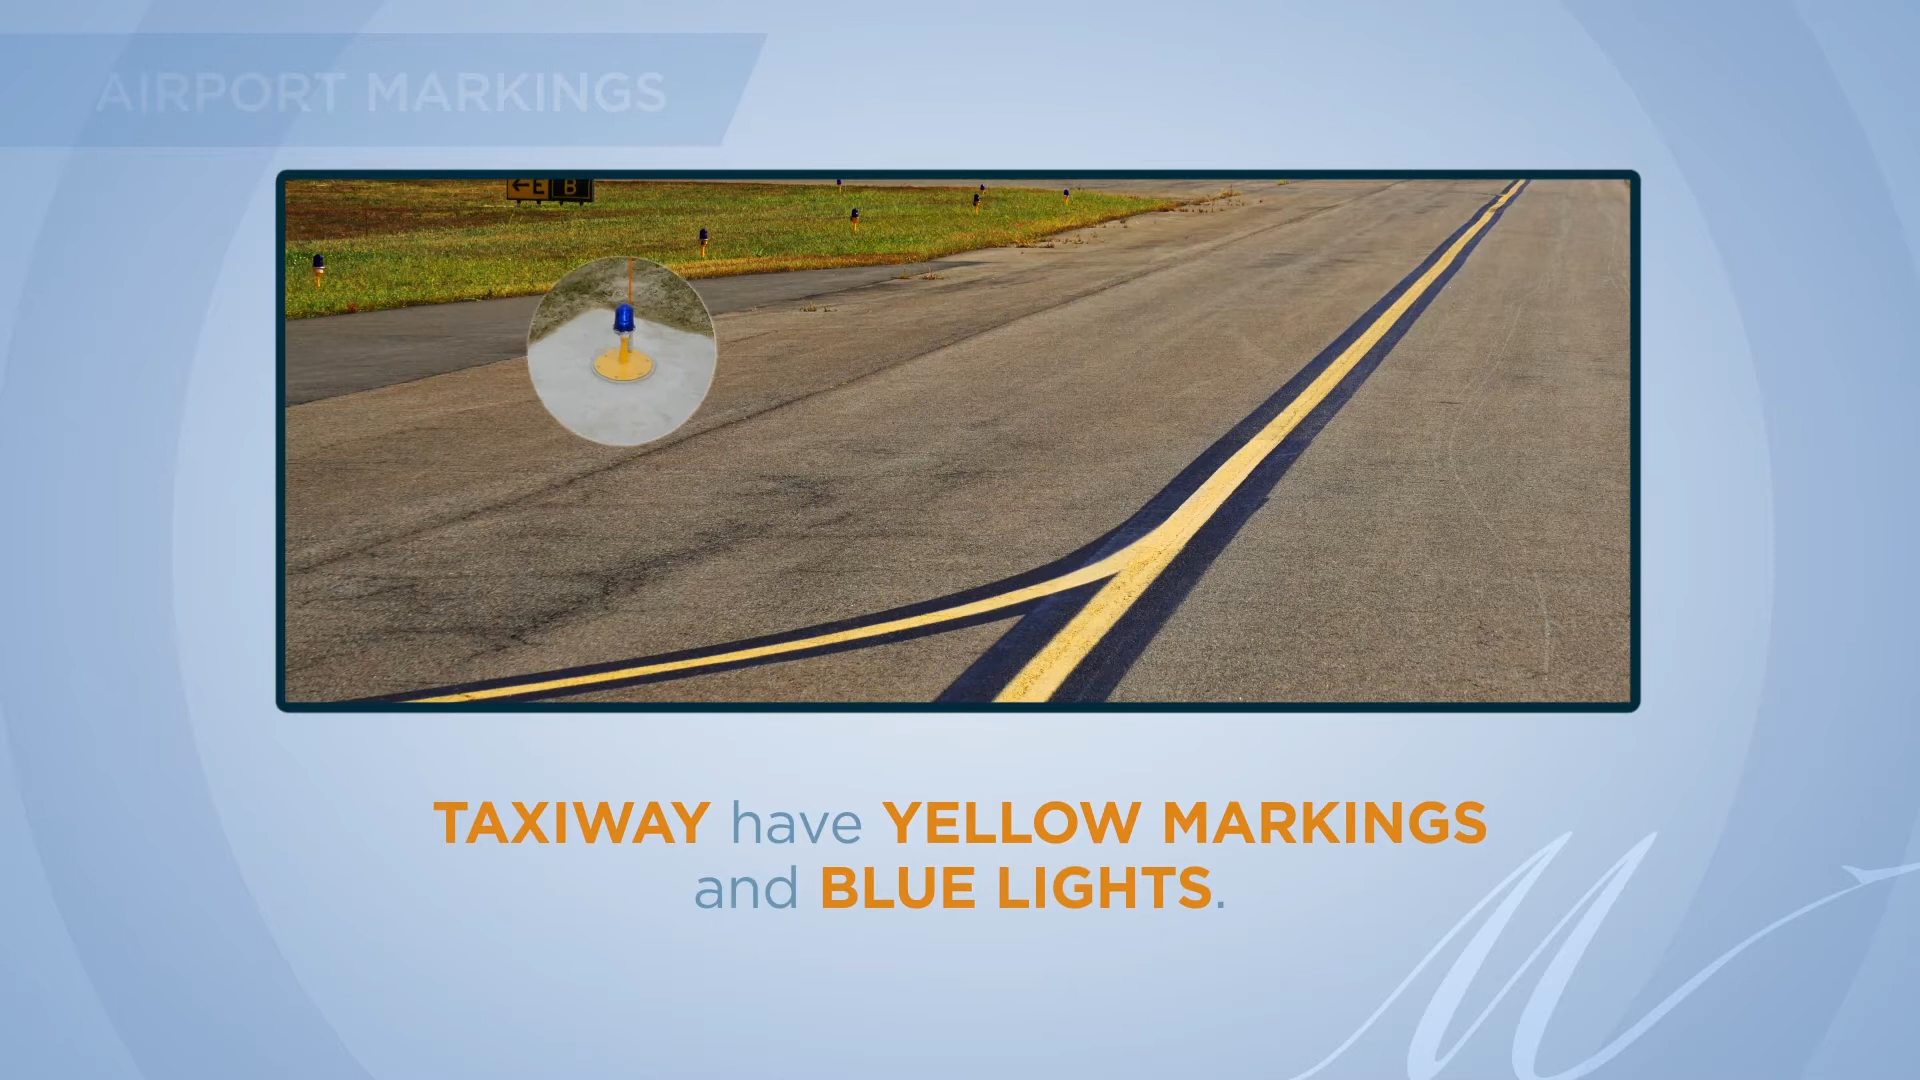 AIRPORT MARKINGS
←E B
TAXIWAY have YELLOW MARKINGS
and BLUE LIGHTS.